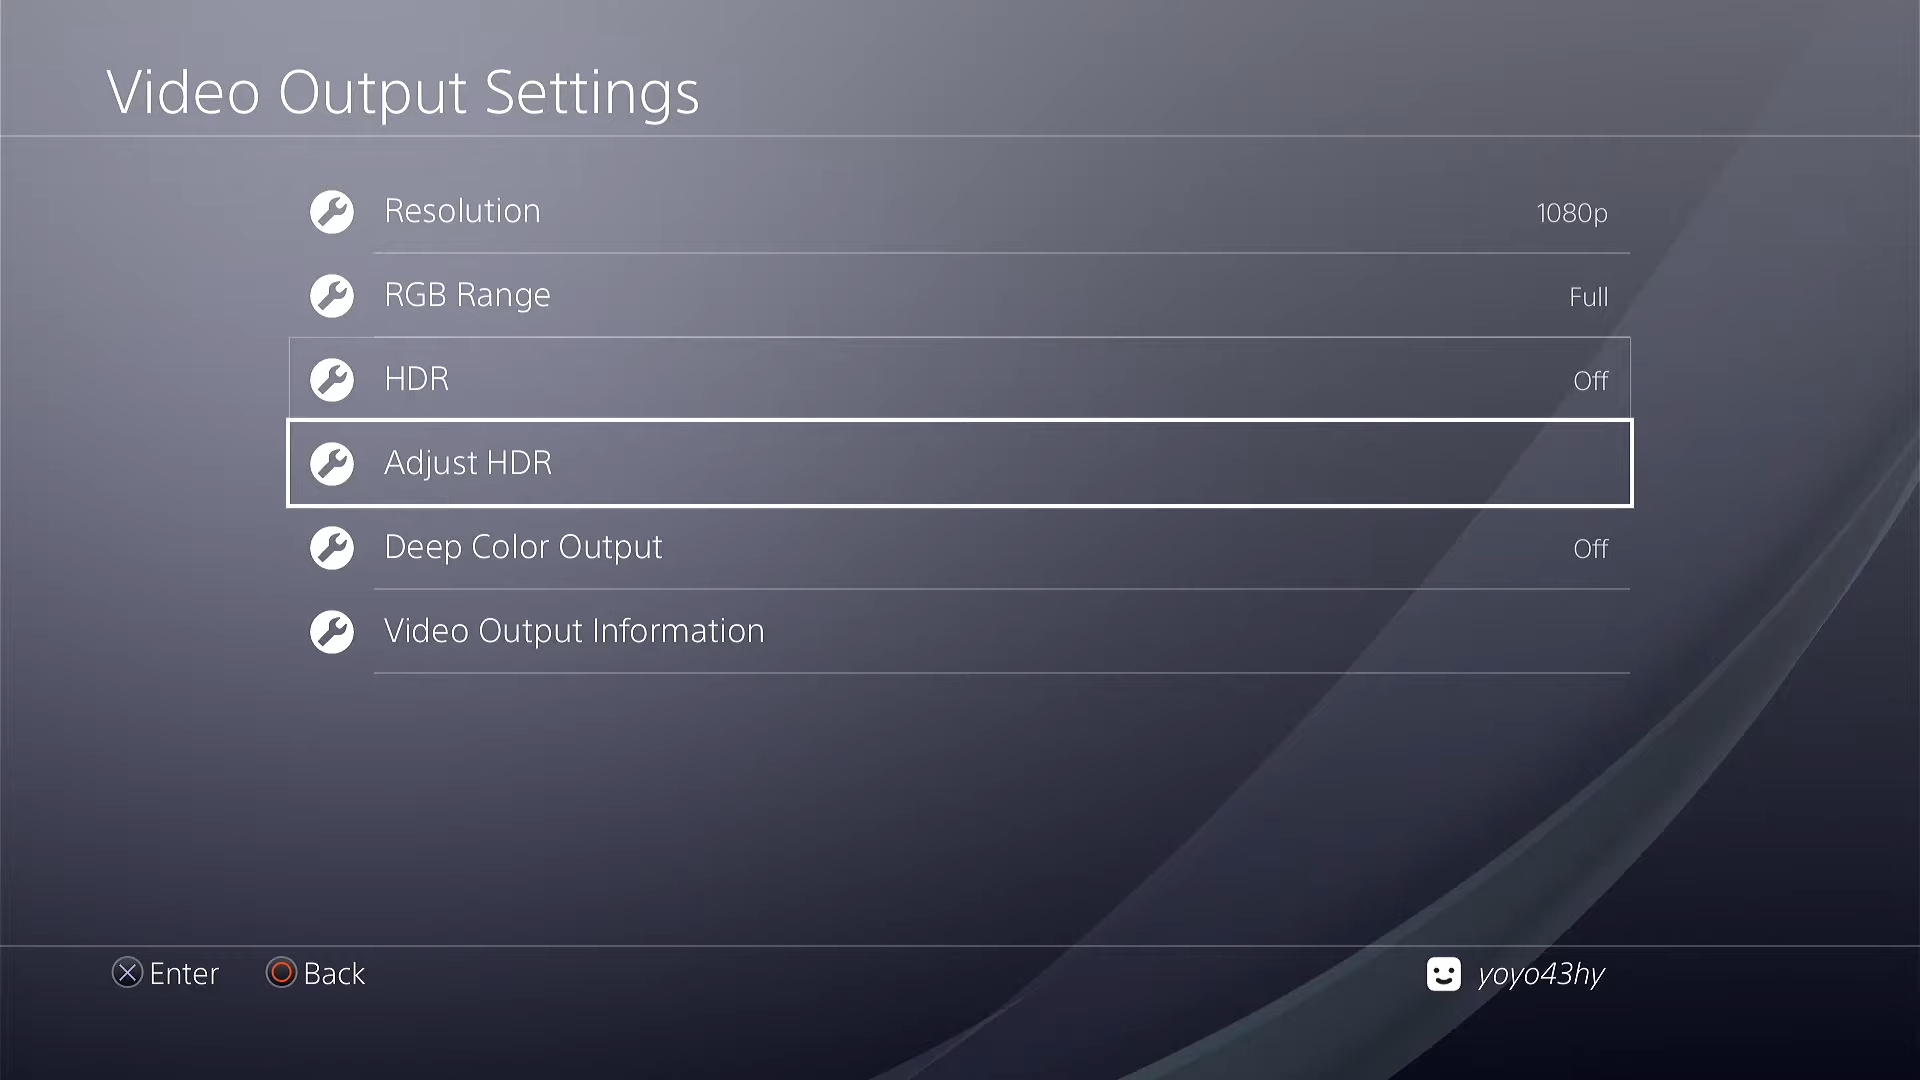 Video Output Settings
Resolution 1080p
RGB Range Full
HDR Off
Adjust HDR
Deep Color Output Off
Video Output Information
Enter Back yoyo43hy